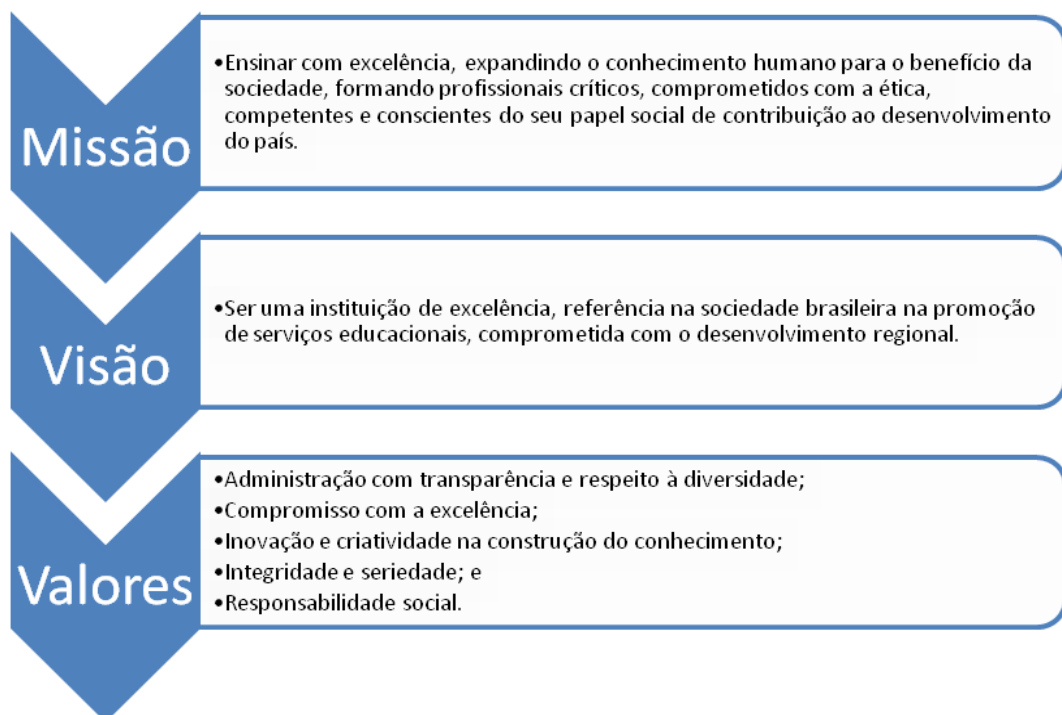 Missão
•Ensinar com excelência, expandindo o conhecimento humano para o benefício da
sociedade, formando profissionais críticos, comprometidos com a ética,
competentes e conscientes do seu papel social de contribuição ao desenvolvimento
do país.
Visão
•Ser uma instituição de excelência, referência na sociedade brasileira na promoção
de serviços educacionais, comprometida com o desenvolvimento regional.
Valores
•Administração com transparência e respeito à diversidade;
•Compromisso com a excelência;
•Inovação e criatividade na construção do conhecimento;
•Integridade e seriedade; e
•Responsabilidade social.